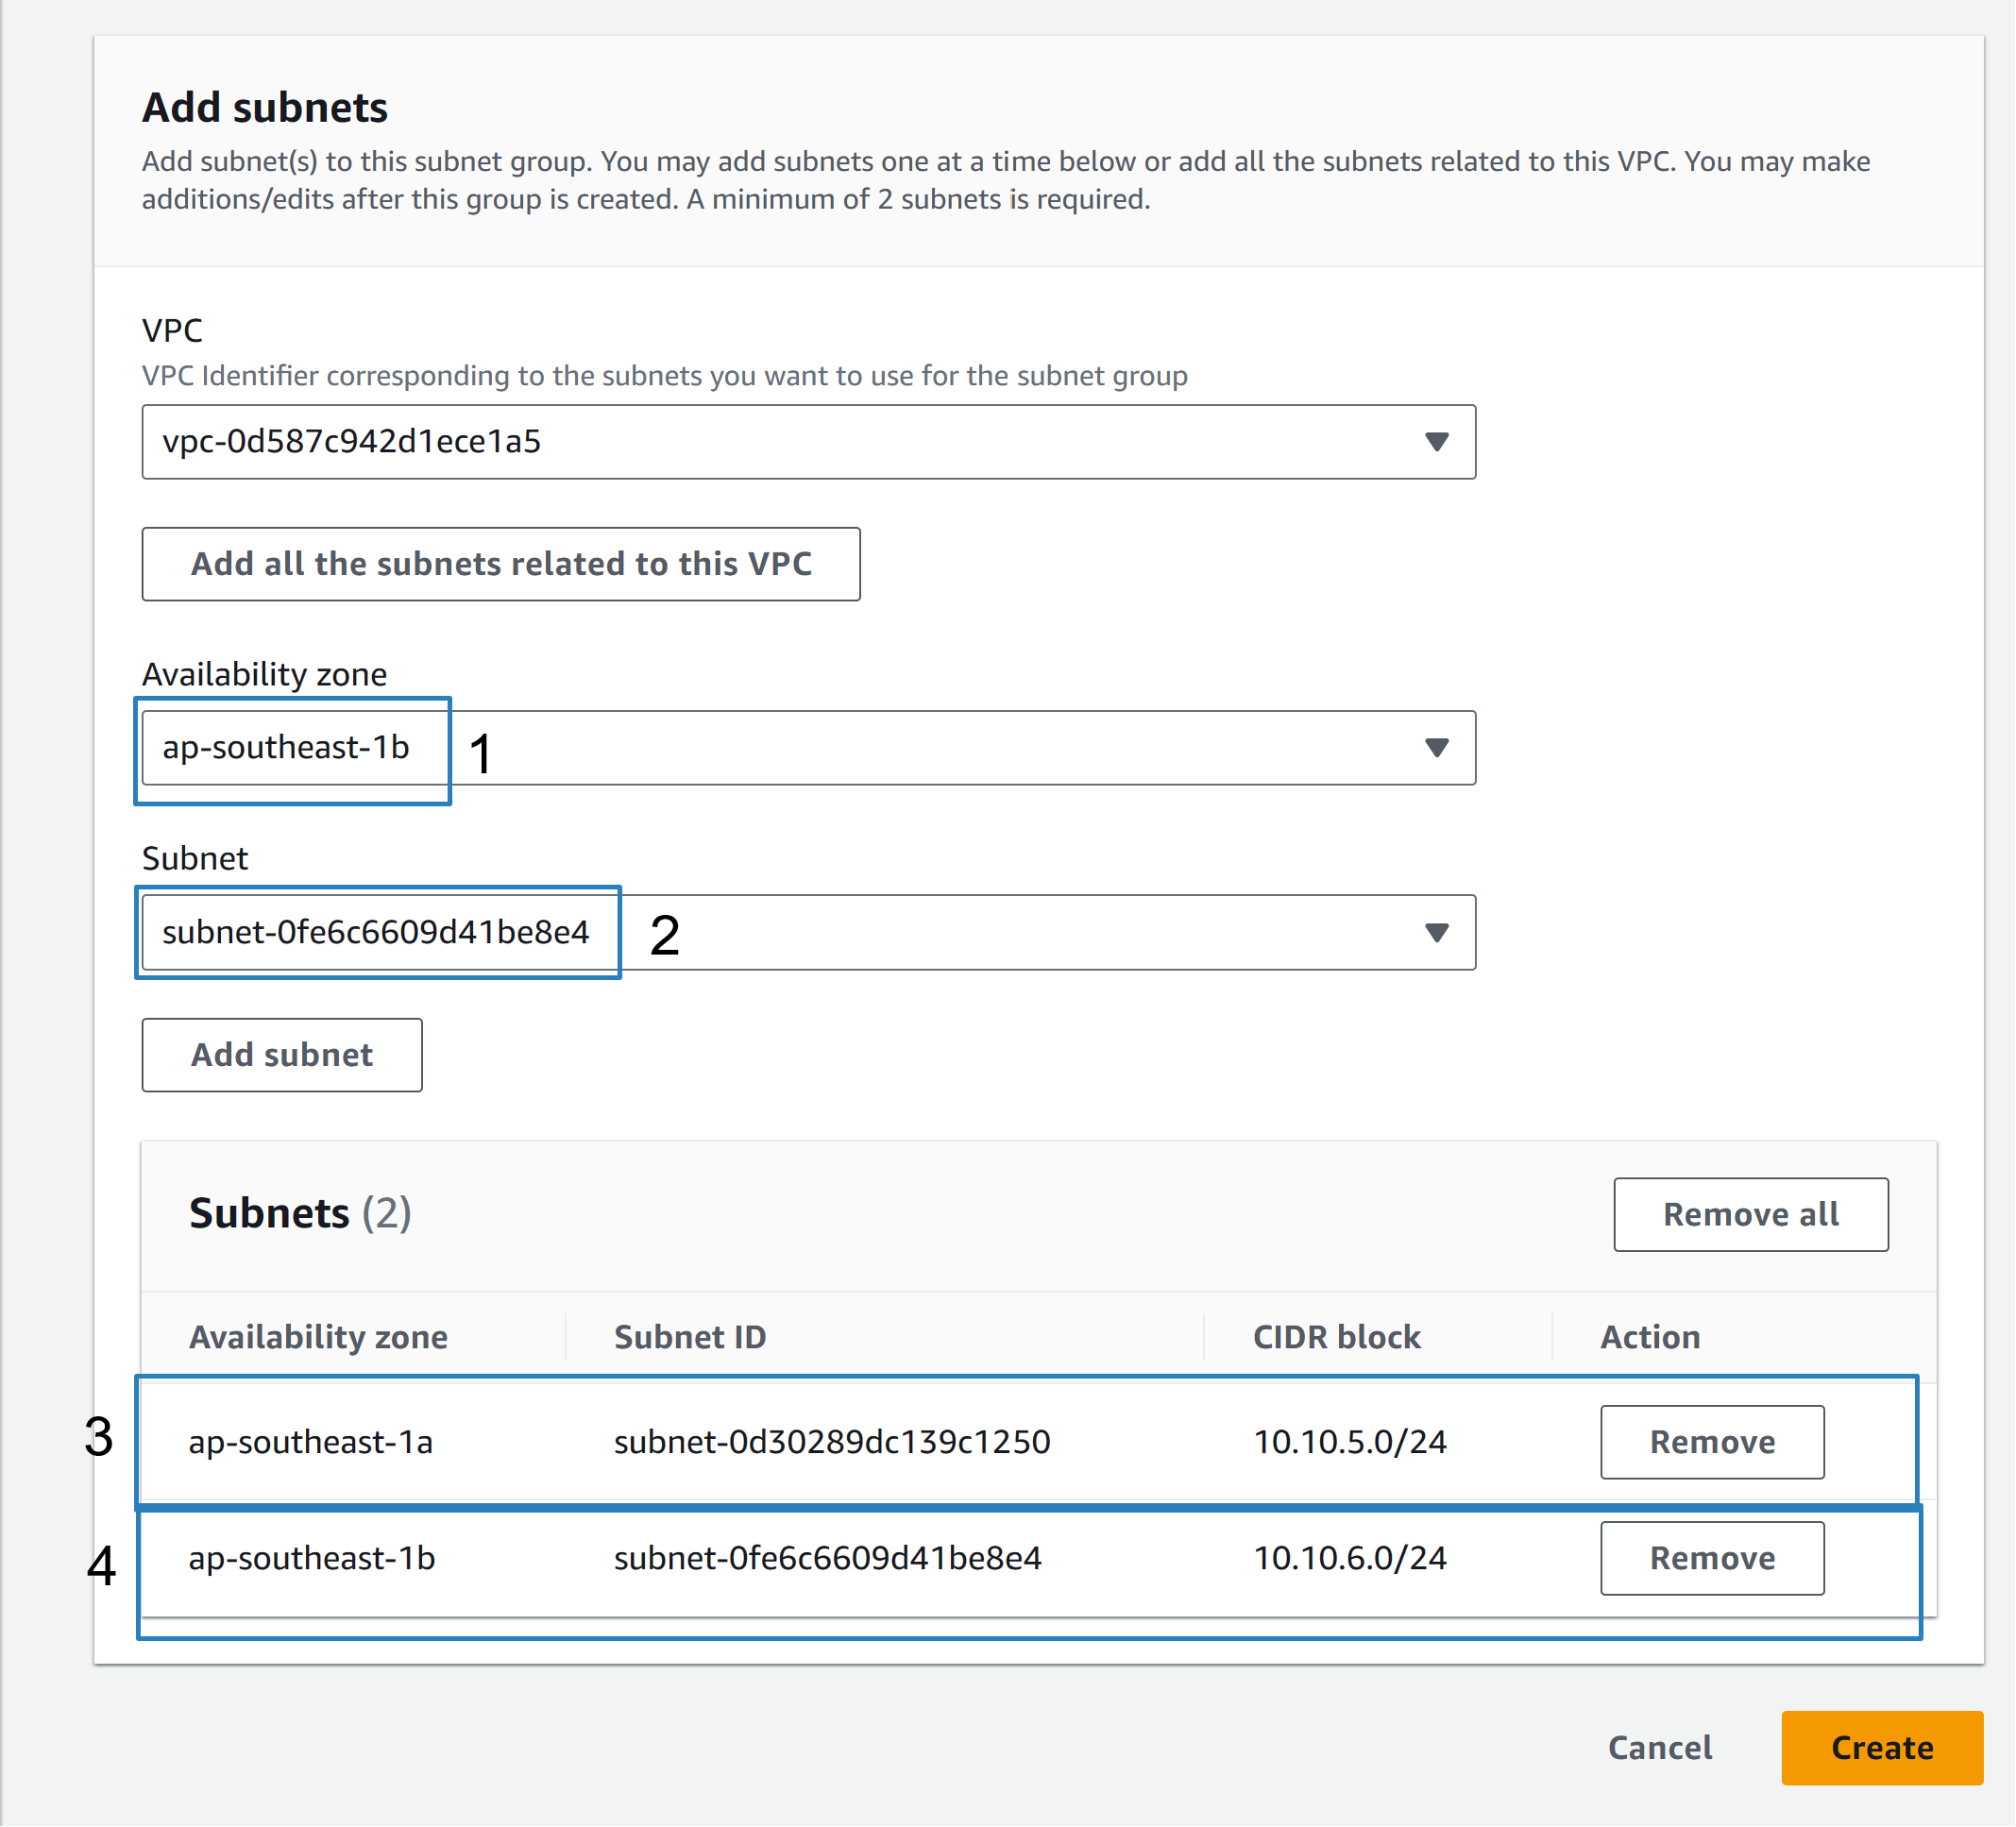 Add subnets
Add subnet(s) to this subnet group. You may add subnets one at a time below or add all the subnets related to this VPC. You may make
additions/edits after this group is created. A minimum of 2 subnets is required.
VPC
VPC Identifier corresponding to the subnets you want to use for the subnet group
vpc-0d587c942d1ece1a5
Add all the subnets related to this VPC
Availability zone
ap-southeast-1b 1
Subnet
subnet-0fe6c6609d41be8e4 2
Add subnet
Subnets (2) Remove all
Availability zone Subnet ID CIDR block Action
3 ap-southeast-1a subnet-0d30289dc139c1250 10.10.5.0/24 Remove
4 ap-southeast-1b subnet-0fe6c6609d41be8e4 10.10.6.0/24 Remove
Cancel Create